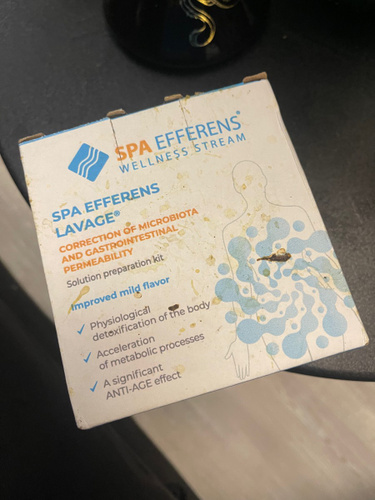 SPA EFFERENS®
WELLNESS STREAM
SPA EFFERENS
LAVAGE®
CORRECTION OF MICROBIOTA
AND GASTROINTESTINAL
PERMEABILITY
Solution preparation kit
Improved mild flavor
✓ Physiological
detoxification of the body
✓ Acceleration
of metabolic processes
✓ A significant
ANTI-AGE effect